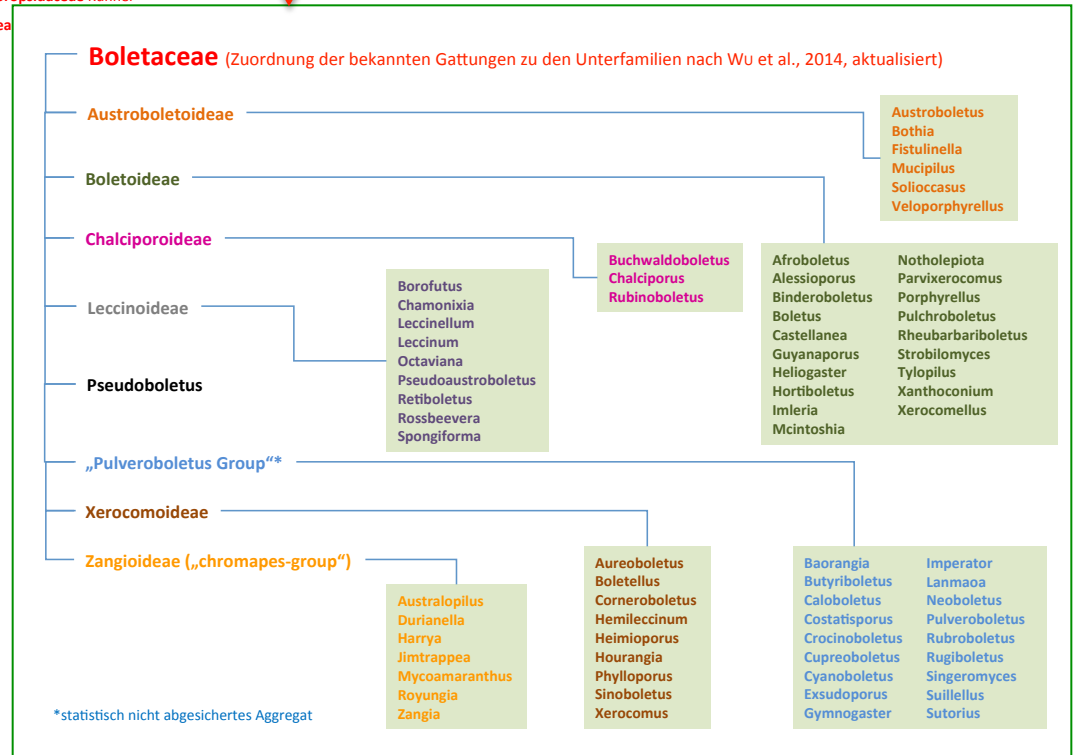 Boletaceae (Zuordnung der bekannten Gattungen zu den Unterfamilien nach WU et al., 2014, aktualisiert)
Austroboletoideae
Austroboletus
Bothia
Fistulinella
Mucipilus
Solioccasus
Veloporphyrellus
Boletoideae
Afroboletus
Alessioporus
Binderoboletus
Boletus
Castellanea
Guyanaporus
Heliogaster
Hortiboletus
Imleria
Mcintoshia
Notholepiota
Parvixerocomus
Porphyrellus
Pulchroboletus
Rheubarbariboletus
Strobilomyces
Tylopilus
Xanthoconium
Xerocomellus
Chalciporoideae
Buchwaldoboletus
Chalciporus
Rubinoboletus
Leccinoideae
Borofutus
Chamonixia
Leccinellum
Leccinum
Octaviana
Pseudoaustroboletus
Retiboletus
Rossbeevera
Spongiforma
Pseudoboletus
„Pulveroboletus Group“*
Baorangia
Butyriboletus
Caloboletus
Costatisporus
Crocinoboletus
Cupreoboletus
Cyanoboletus
Exsudoporus
Gymnogaster
Imperator
Lanmaoa
Neoboletus
Pulveroboletus
Rubroboletus
Rugiboletus
Singeromyces
Suillellus
Sutorius
Xerocomoideae
Aureoboletus
Boletellus
Corneroboletus
Hemileccinum
Heimioporus
Hourangia
Phylloporus
Sinoboletus
Xerocomus
Zangioideae („chromapes-group“)
Australopilus
Durianella
Harrya
Jimtrappea
Mycoamaranthus
Royungia
Zangia
*statistisch nicht abgesichertes Aggregat